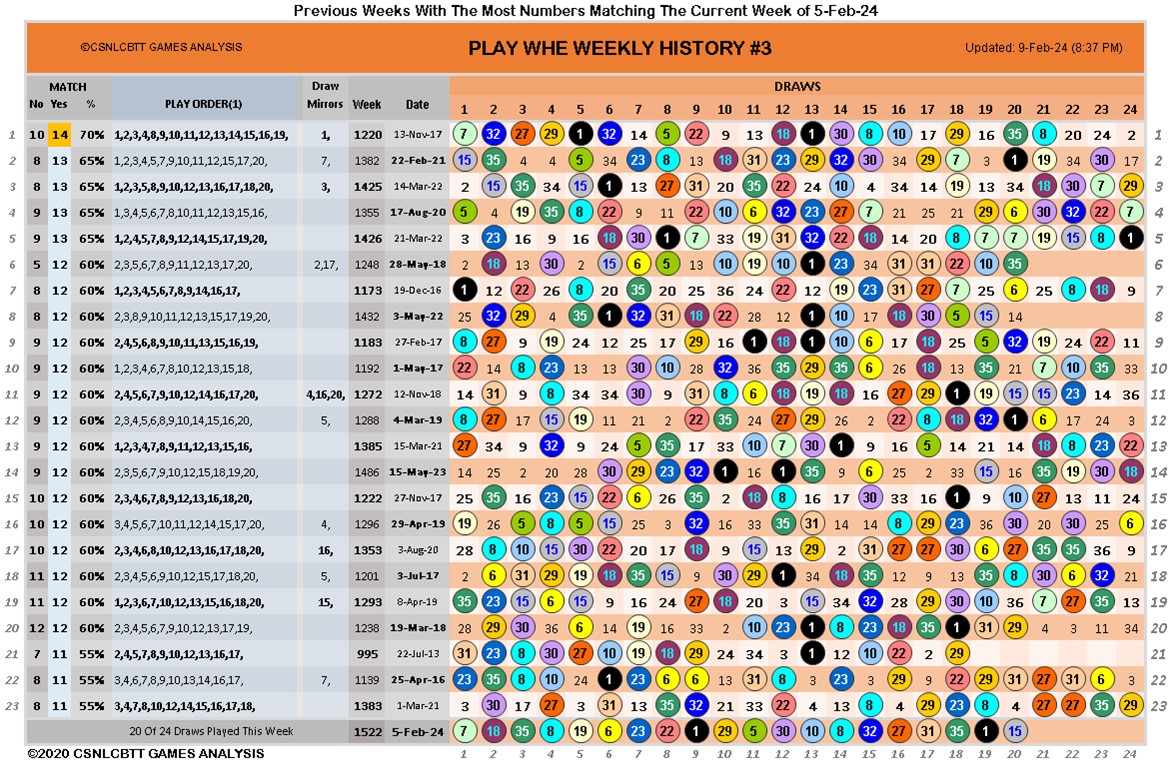 Previous Weeks With The Most Numbers Matching The Current Week of 5-Feb-24
©CSNLCBTT GAMES ANALYSIS PLAY WHE WEEKLY HISTORY #3 Updated: 9-Feb-24 (8:37 PM)
MATCH Draw DRAWS
No Yes % PLAY ORDER(1) Mirrors Week Date 1 2 3 4 5 6 7 8 9 10 11 12 13 14 15 16 17 18 19 20 21 22 23 24
1 10 14 70% 1,2,3,4,8,9,10,11,12,13,14,15,16,19, 1, 1220 13-Nov-17 7 32 27 29 1 32 14 5 22 9 13 18 1 30 8 10 17 29 16 35 8 20 24 2 1
2 8 13 65% 1,2,3,4,5,7,9,10,11,12,15,17,20, 7, 1382 22-Feb-21 15 35 4 4 5 34 23 8 13 18 31 23 29 32 30 34 29 7 3 1 19 34 30 17 2
3 8 13 65% 1,2,3,5,8,9,10,12,13,16,17,18,20, 3, 1425 14-Mar-22 2 15 35 34 15 1 13 27 31 20 35 22 24 10 4 34 14 19 13 34 18 30 7 29 3
4 9 13 65% 1,3,4,5,6,7,8,10,11,12,13,15,16, 1355 17-Aug-20 5 4 19 35 8 22 9 11 22 10 6 32 23 27 7 21 25 21 29 6 30 32 22 7 4
5 9 13 65% 1,2,4,5,7,8,9,12,14,15,17,19,20, 1426 21-Mar-22 3 23 16 9 16 18 30 1 7 33 19 31 32 22 18 14 20 8 7 7 19 15 8 1 5
6 5 12 60% 2,3,5,6,7,8,9,11,12,13,17,20, 2,17, 1248 28-May-18 2 18 13 30 2 15 6 5 13 10 19 10 1 23 34 31 31 22 10 35 6
7 8 12 60% 1,2,3,4,5,6,7,8,9,14,16,17, 1173 19-Dec-16 1 12 22 26 8 20 35 20 7 25 36 24 22 12 19 23 31 27 7 25 6 25 8 18 9 7
8 8 12 60% 2,3,8,9,10,11,12,13,15,17,19,20, 1432 3-May-22 25 32 29 4 35 1 32 31 18 22 28 12 1 10 17 16 18 30 5 15 14 8
9 9 12 60% 2,4,5,6,8,9,10,11,13,15,16,19, 1183 27-Feb-17 8 27 9 19 24 12 25 17 29 16 1 18 1 10 6 17 18 25 5 32 19 24 22 11 9
10 9 12 60% 1,2,3,4,6,7,8,10,12,13,15,18, 1192 1-May-17 22 14 8 23 13 13 30 10 28 32 36 35 29 35 6 26 18 13 35 21 7 10 35 33 10
11 9 12 60% 2,4,5,6,7,9,10,12,14,16,17,20, 4,16,20, 1272 12-Nov-18 14 31 9 8 34 34 30 9 31 8 6 18 19 18 16 27 29 1 19 15 15 23 14 36 11
12 9 12 60% 2,3,4,5,6,8,9,10,14,15,16,20, 5, 1288 4-Mar-19 8 27 17 15 19 11 21 2 22 35 24 27 29 26 2 22 8 18 32 1 6 17 24 3 12
13 9 12 60% 1,2,3,4,7,8,9,11,12,13,15,16, 1385 15-Mar-21 27 34 9 32 9 24 5 35 17 33 10 7 30 1 9 16 5 14 21 14 18 8 23 22 13
14 9 12 60% 2,3,5,6,7,9,10,12,15,18,19,20, 1486 15-May-23 14 25 2 20 28 30 29 23 32 1 16 1 35 9 6 25 2 33 15 16 35 19 30 18 14
15 10 12 60% 2,3,4,6,7,8,9,12,13,16,18,20, 1222 27-Nov-17 25 35 16 23 15 22 6 26 35 2 18 8 16 17 30 33 16 1 9 10 27 13 11 24 15
16 10 12 60% 3,4,5,6,7,10,11,12,14,15,17,20, 4, 1296 29-Apr-19 19 26 5 8 5 15 25 3 32 16 33 35 31 14 14 8 29 23 36 30 20 30 25 6 16
17 10 12 60% 2,3,4,6,8,10,12,13,16,17,18,20, 16, 1353 3-Aug-20 28 8 10 15 30 22 20 17 18 9 15 13 29 2 31 27 27 30 6 27 35 35 36 9 17
18 11 12 60% 2,3,4,5,6,9,10,12,15,17,18,20, 5, 1201 3-Jul-17 2 6 31 29 19 18 35 15 9 30 29 1 34 18 35 12 9 13 35 8 30 6 32 21 18
19 11 12 60% 1,2,3,6,7,10,12,13,15,16,18,20, 15, 1293 8-Apr-19 35 23 15 6 15 9 16 24 27 18 20 3 15 34 32 28 29 30 10 36 7 27 35 13 19
20 12 12 60% 2,3,4,5,6,7,9,10,12,13,17,19, 1238 19-Mar-18 28 29 30 36 6 14 19 33 28 2 10 23 1 8 23 18 35 1 31 29 4 3 11 34 20
21 7 11 55% 2,4,5,7,8,9,10,12,13,16,17, 995 22-Jul-13 31 23 8 30 27 10 19 18 29 24 34 3 1 12 10 22 2 29 21
22 8 11 55% 3,4,6,7,8,9,10,12,14,16,17, 7, 1139 25-Apr-16 23 35 8 10 22 1 23 6 6 12 31 8 3 23 3 29 9 22 29 31 27 31 6 3 22
23 8 11 55% 3,4,7,8,10,12,13,15,16,17,18, 1383 1-Mar-21 3 30 17 27 3 31 13 35 32 21 33 22 4 13 8 4 29 23 8 4 27 27 35 29 23
20 Of 24 Draws Played This Week 1522 5-Feb-24 7 18 35 8 19 6 23 22 1 29 5 30 10 8 32 27 31 35 1 15
©2020 CSNLCBTT GAMES ANALYSIS 1 2 3 4 5 6 7 8 9 10 11 12 13 14 15 16 17 18 19 20 21 22 23 24